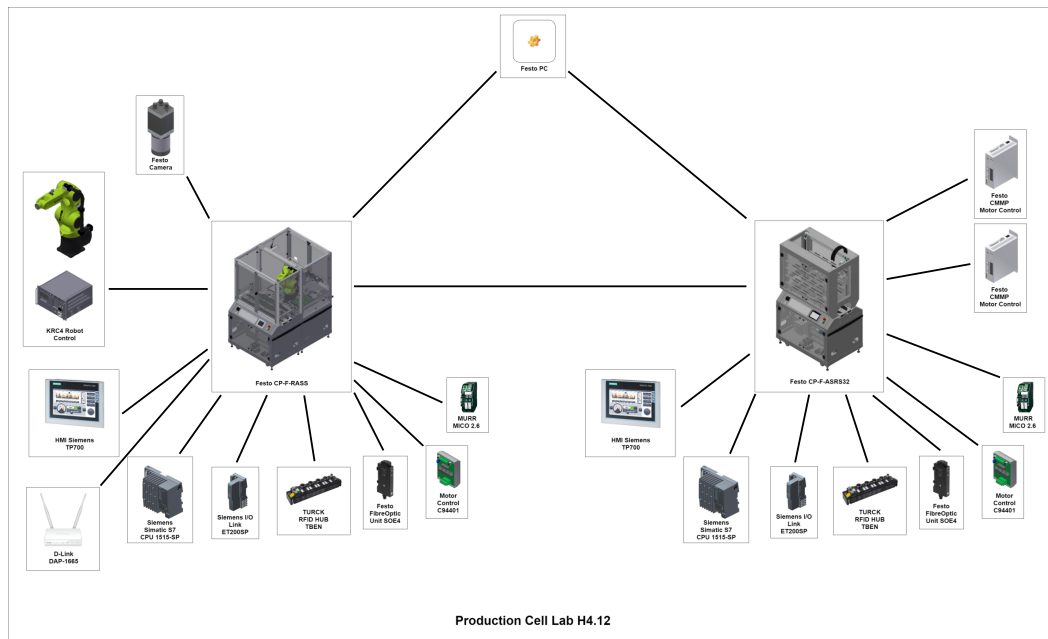 Festo PC
Festo
Camera
Festo
CMMP
Motor Control
KRC4 Robot
Control
Festo
CMMP
Motor Control
Festo CP-F-RASS
Festo CP-F-ASRS32
HMI Siemens
TP700
MURR
MICO 2.6
HMI Siemens
TP700
MURR
MICO 2.6
D-Link
DAP-1665
Siemens
Simatic S7
CPU 1515-SP
Siemens I/O
Link
ET200SP
TURCK
RFID HUB
TBEN
Festo
FibreOptic
Unit SOE4
Motor
Control
C94401
Siemens
Simatic S7
CPU 1515-SP
Siemens I/O
Link
ET200SP
TURCK
RFID HUB
TBEN
Festo
FibreOptic
Unit SOE4
Motor
Control
C94401
Production Cell Lab H4.12